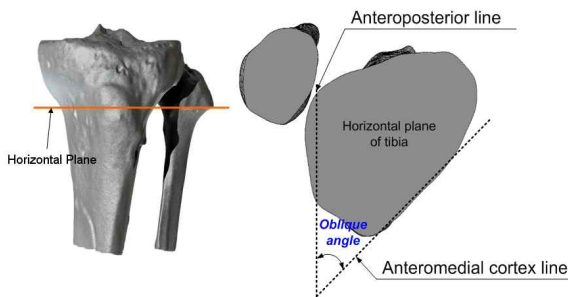 Anteroposterior line
Horizontal Plane
Horizontal plane
of tibia
Oblique
angle
Anteromedial cortex line